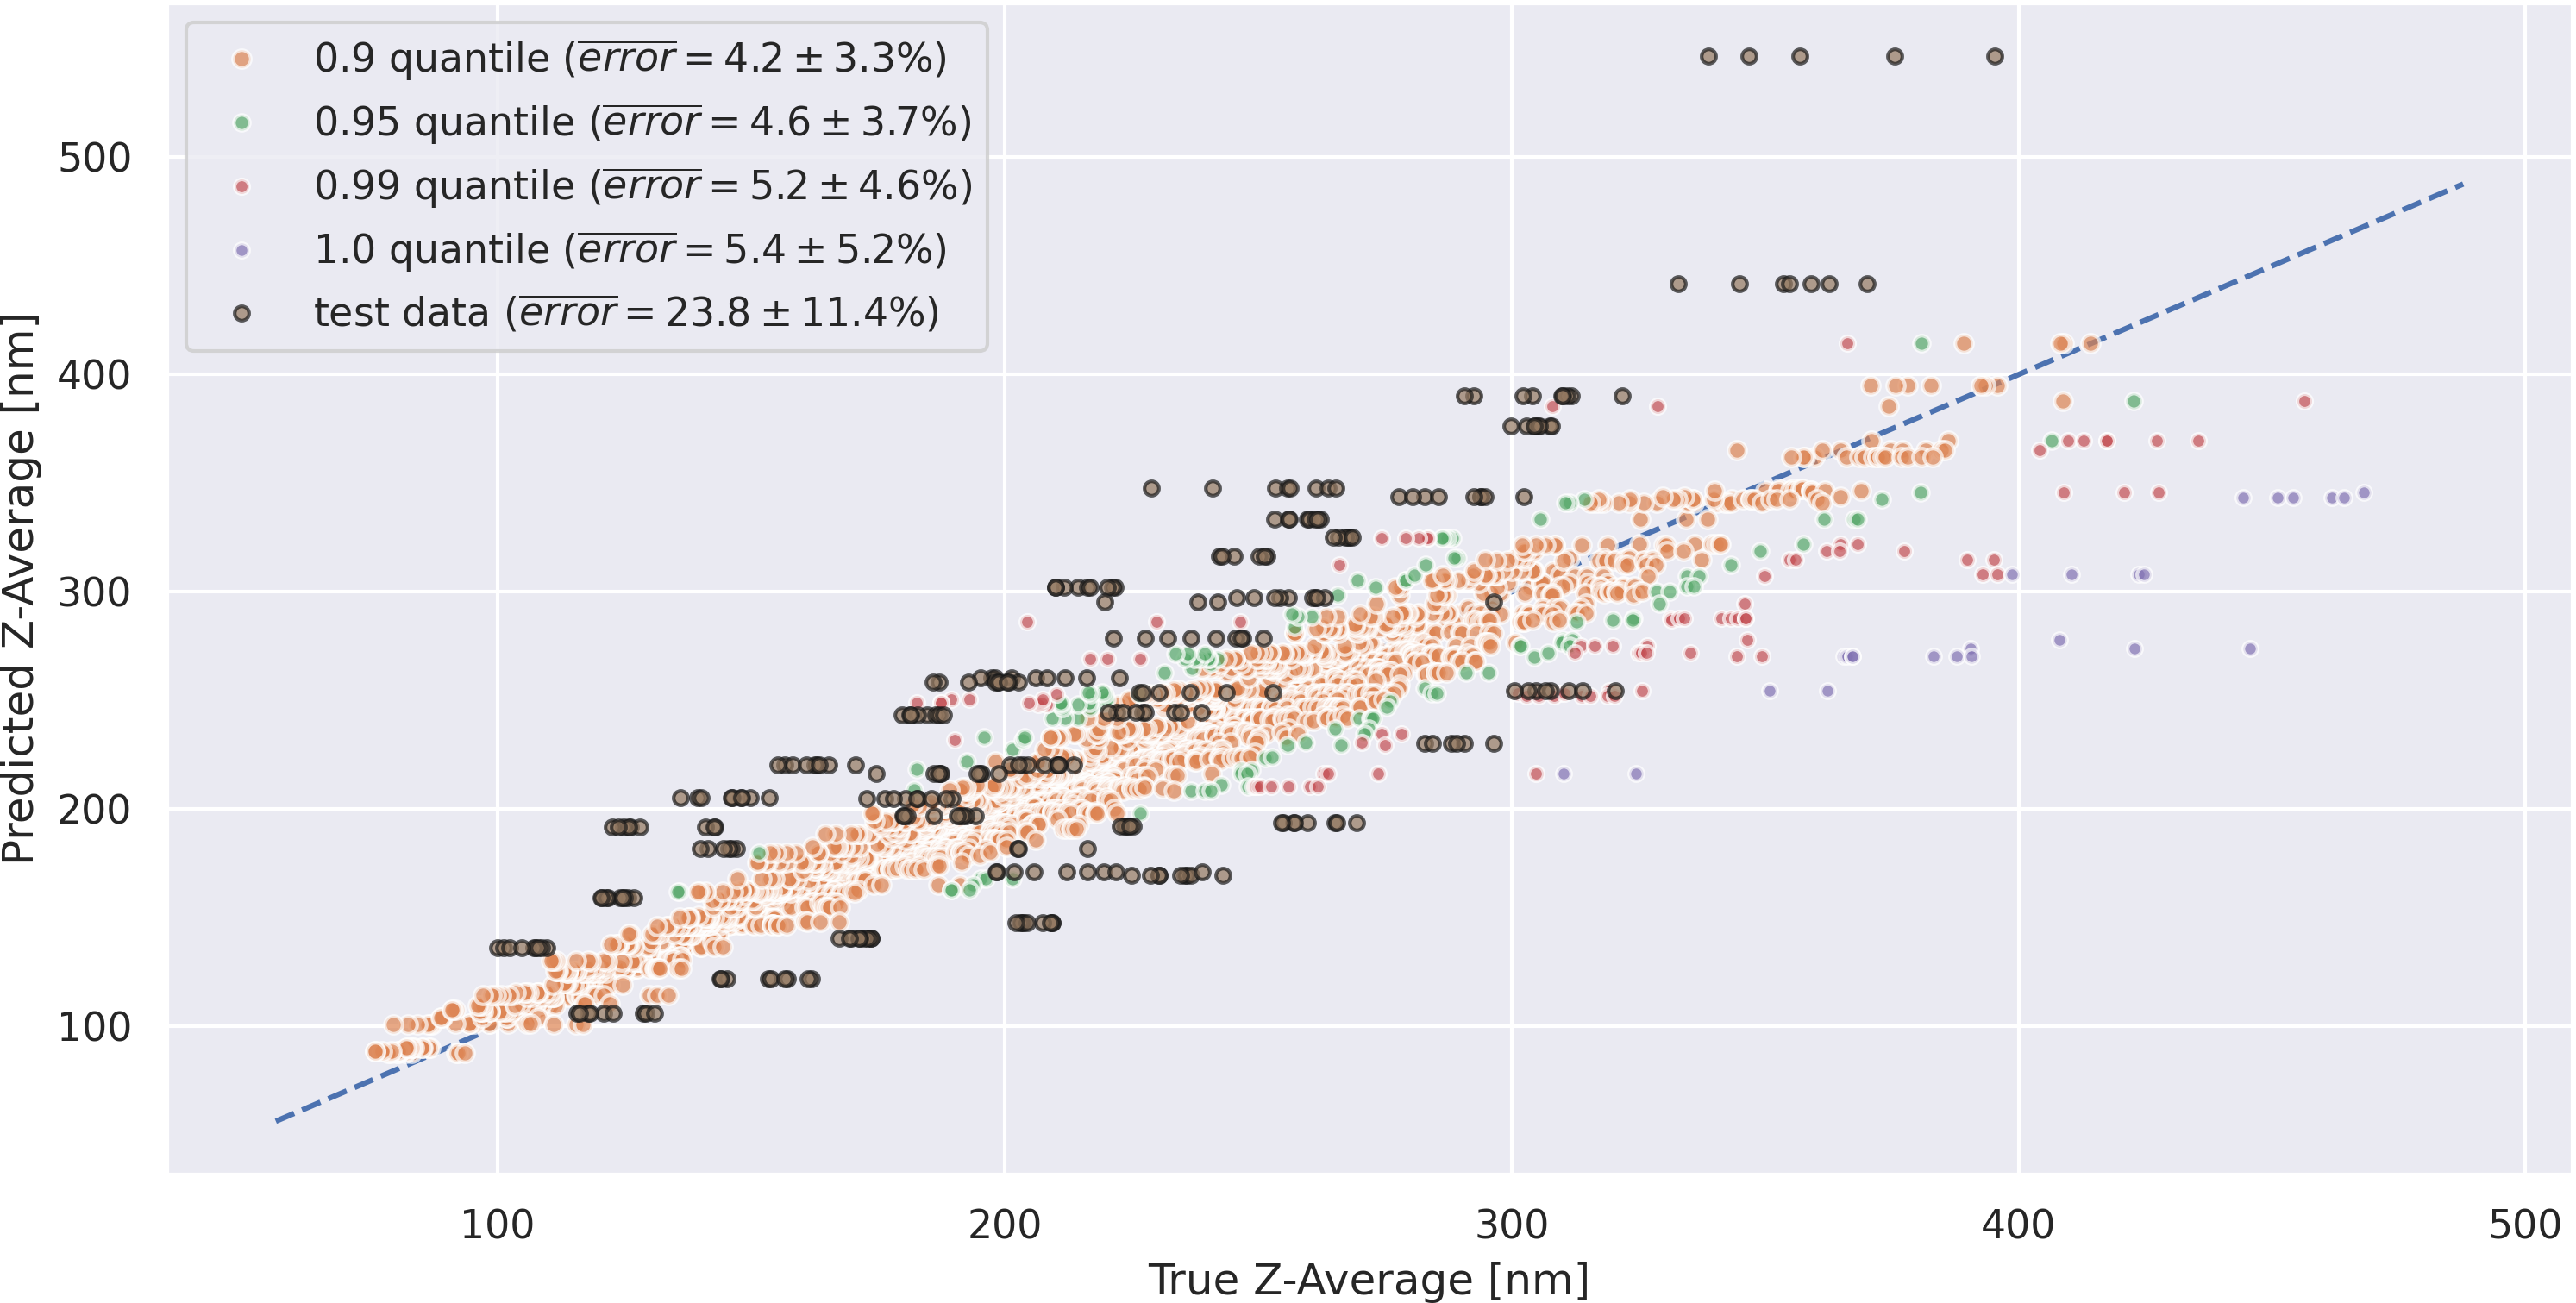 0.9 quantile (error = 4.2 ± 3.3%)
0.95 quantile (error = 4.6 ± 3.7%)
0.99 quantile (error = 5.2 ± 4.6%)
1.0 quantile (error = 5.4 ± 5.2%)
test data (error = 23.8 ± 11.4%)
Predicted Z-Average [nm]
500
400
300
200
100
100 200 300 400 500
True Z-Average [nm]